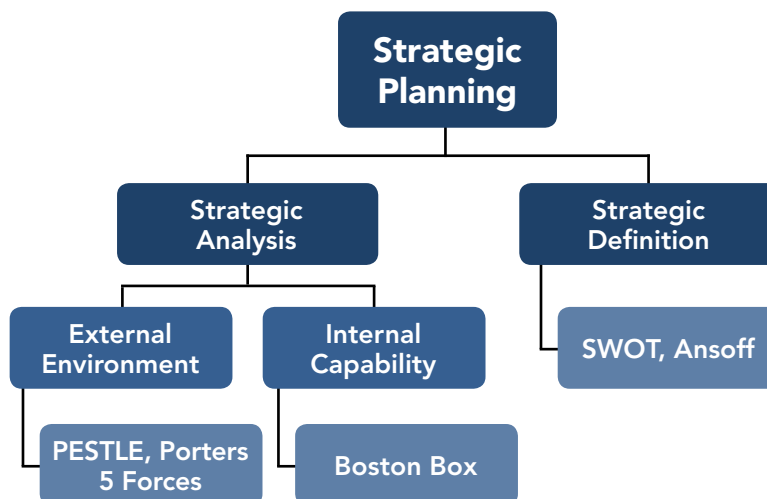 Strategic
Planning
Strategic
Analysis
Strategic
Definition
External
Environment
Internal
Capability
SWOT, Ansoff
PESTLE, Porters
5 Forces
Boston Box